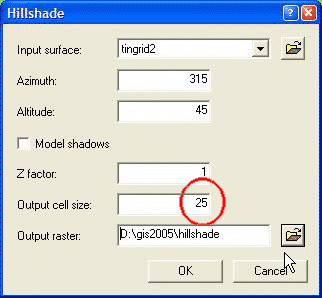 Hillshade
Input surface: tingrid2
Azimuth: 315
Altitude: 45
Model shadows
Z factor: 1
Output cell size: 25
Output raster: D:\gis2005\hillshade
OK Cancel